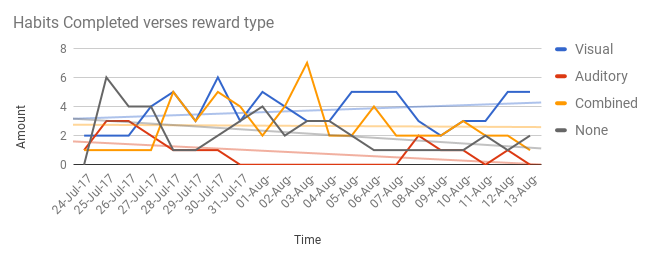 Habits Completed verses reward type
8
6
4
2
0
Amount
24-Jul-17
25-Jul-17
26-Jul-17
27-Jul-17
28-Jul-17
29-Jul-17
30-Jul-17
31-Jul-17
01-Aug-
02-Aug-
03-Aug-
04-Aug-
05-Aug-
06-Aug-
07-Aug-
08-Aug-
09-Aug-
10-Aug-
11-Aug-
12-Aug-
13-Aug-
Time
Visual
Auditory
Combined
None